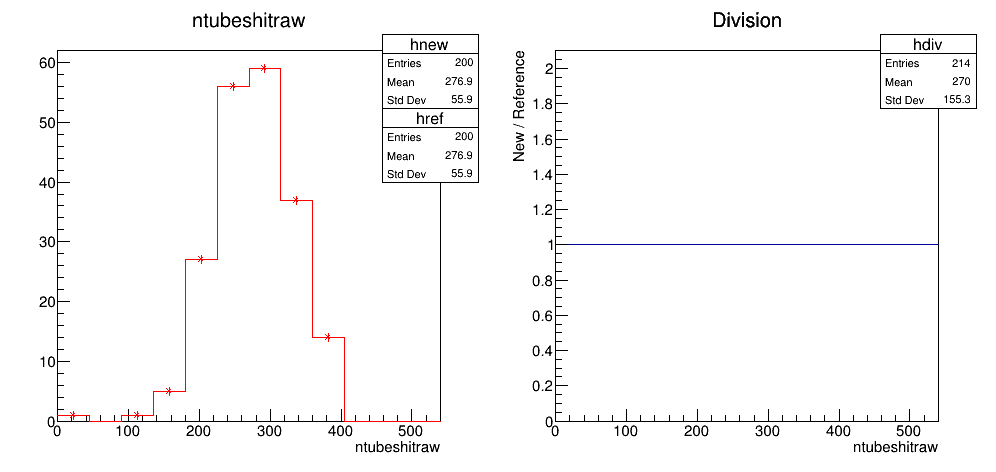 ntubeshitraw
hnew
Entries 200
Mean 276.9
Std Dev 55.9
href
Entries 200
Mean 276.9
Std Dev 55.9
60
50
40
30
20
10
0
0 100 200 300 400 500
ntubeshitraw
Division
hdiv
Entries 214
Mean 270
Std Dev 155.3
New / Reference
2
1.8
1.6
1.4
1.2
1
0.8
0.6
0.4
0.2
0
0 100 200 300 400 500
ntubeshitraw